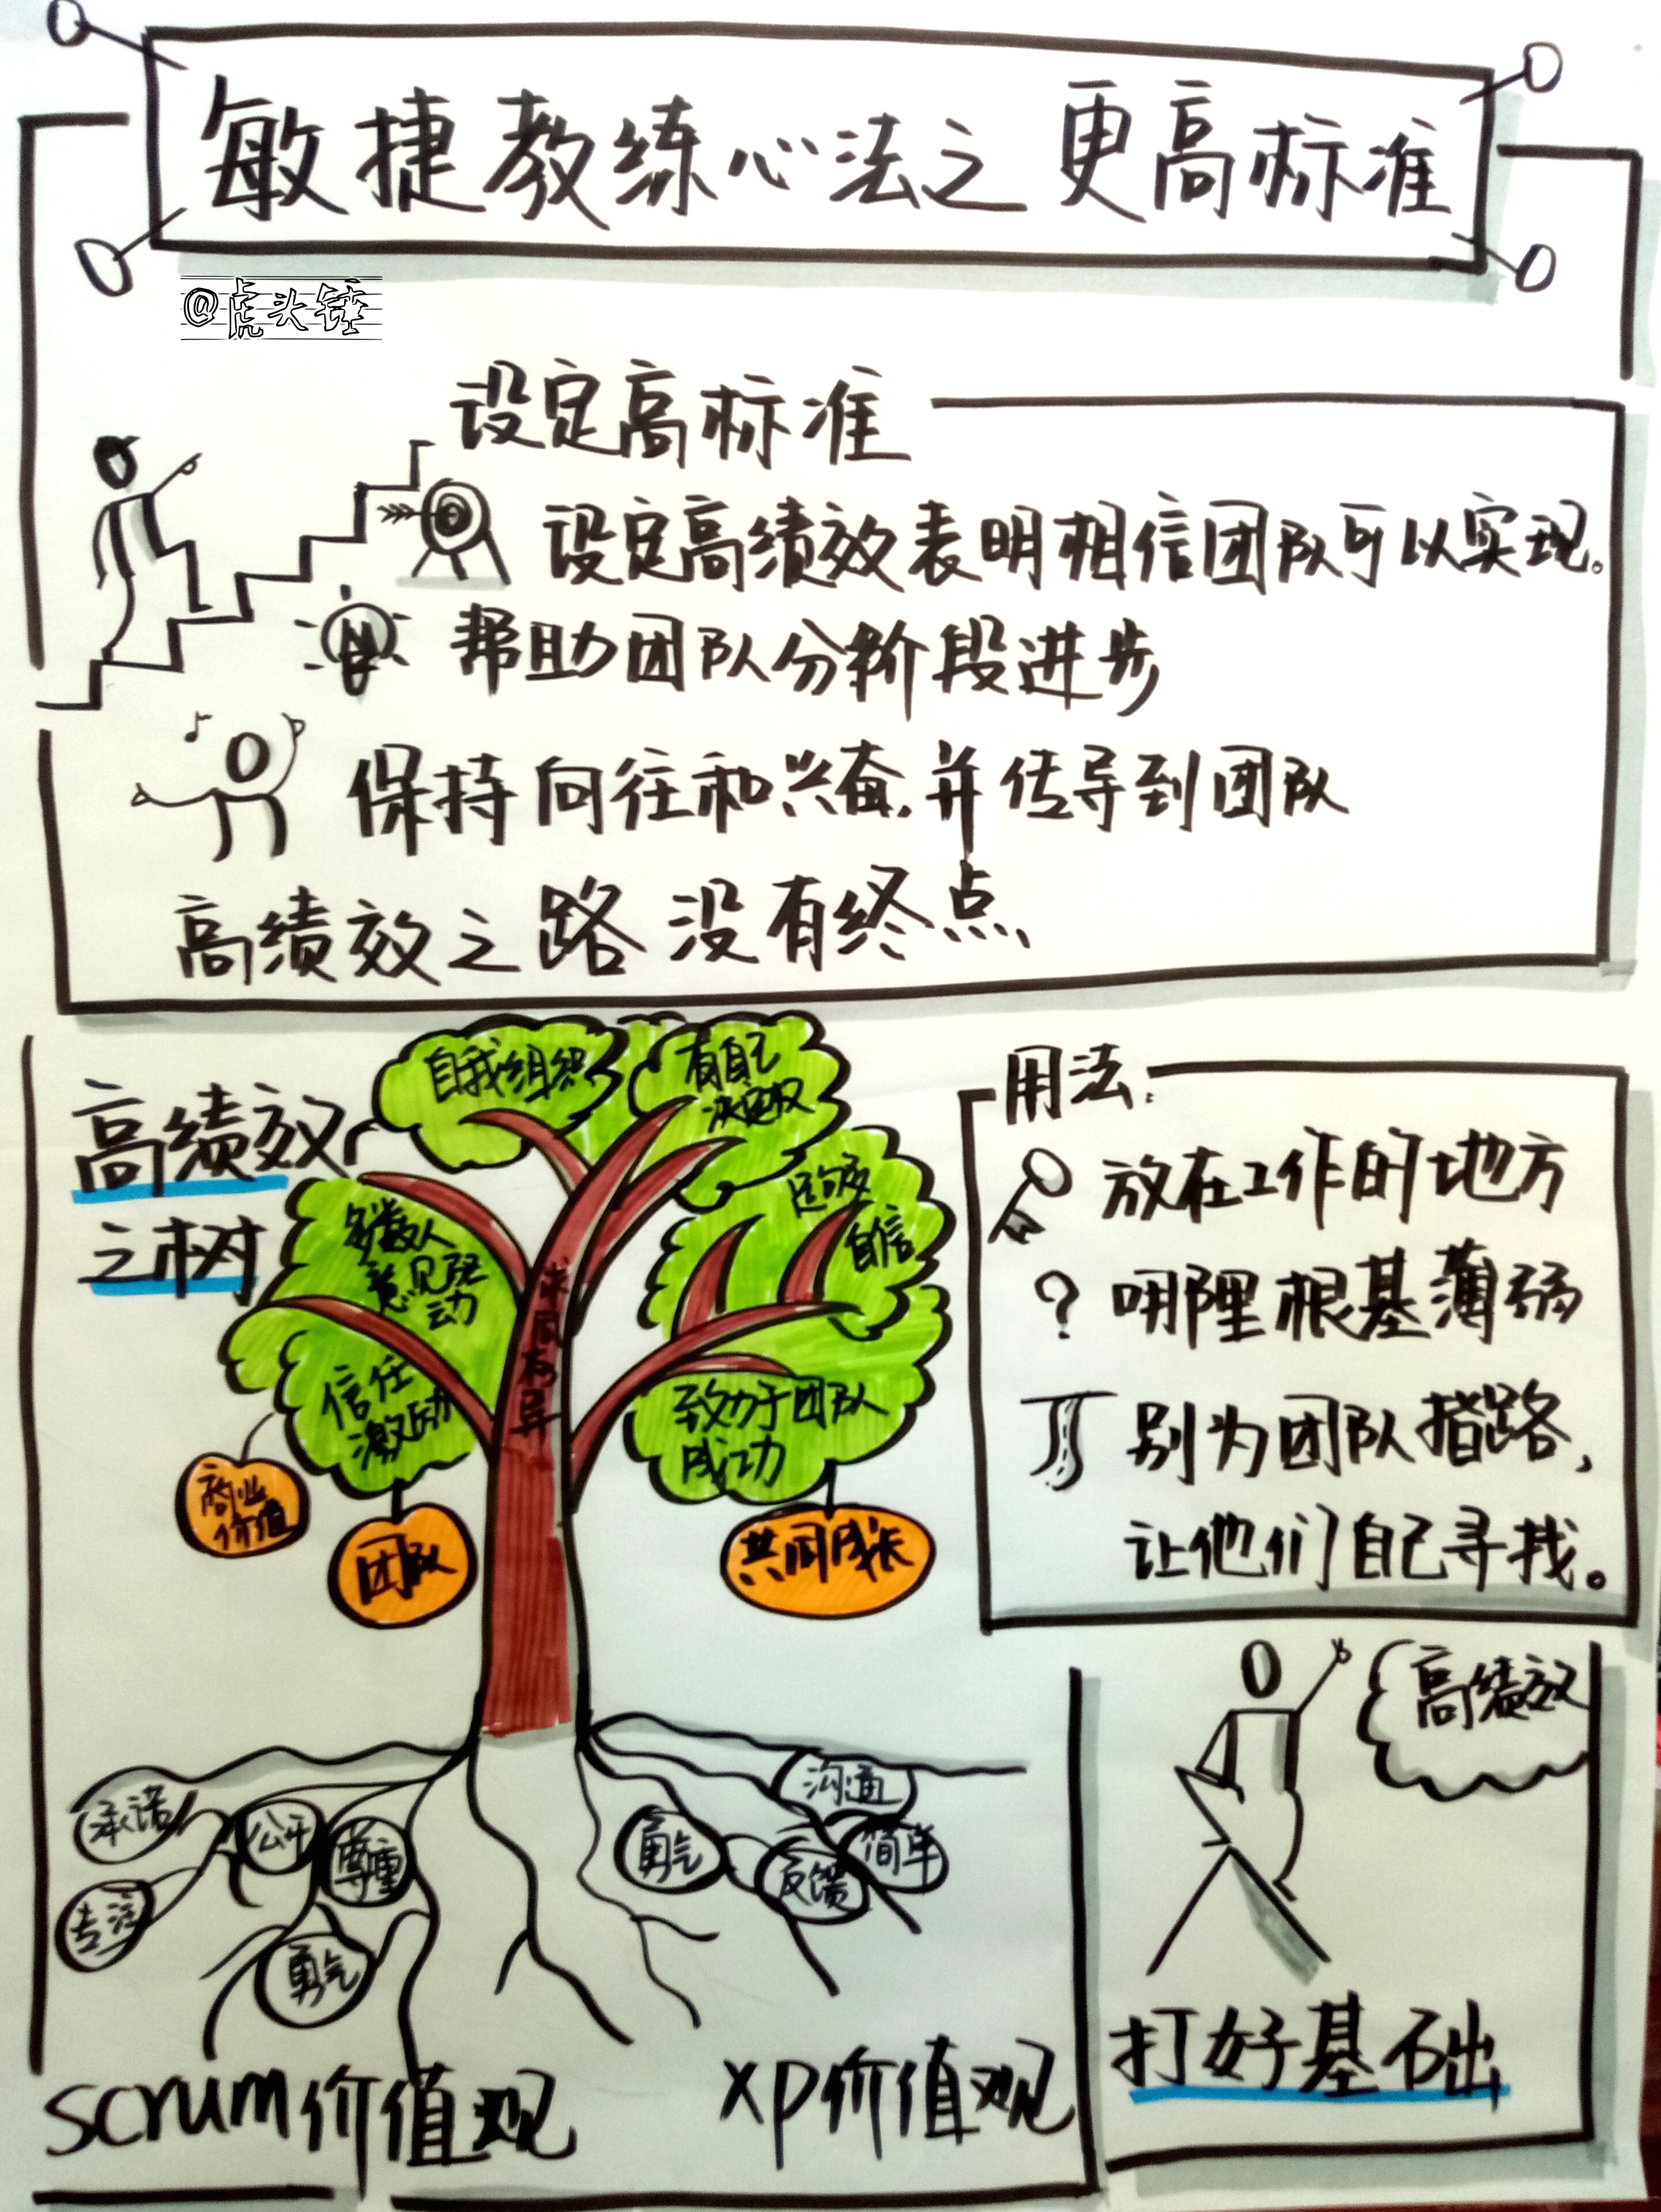 敏捷教练心法之更高标准
@虎头锤
设定高标准
设定高绩效表明相信团队可以实现。
帮助团队分阶段进步
保持向往和兴奋,并传导到团队
高绩效之路没有终点
高绩效
之树
自我组织
有自己
决定权
多数人
意见驱
动
自信
信任
激励
致力于团队
成功
商业
价值
团队
共同成长
用法:
放在工作的地方
? 哪里根基薄弱
别为团队指路,
让他们自己寻找。
高绩效
打好基础
承诺
公开
尊重
专注
勇气
沟通
勇气
反馈
简单
scrum价值观
xp价值观